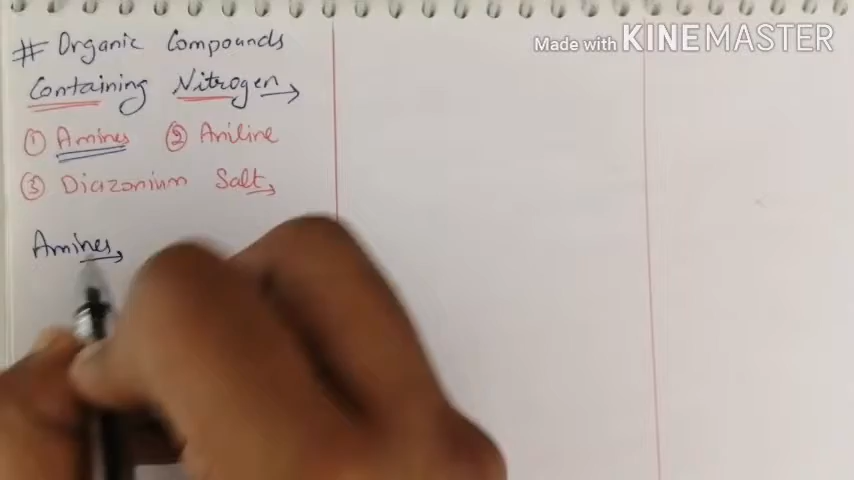 # Organic Compounds
Containing Nitrogen →
① Amines ② Aniline
③ Diazonium Salt →
Amines →
Made with KINEMASTER